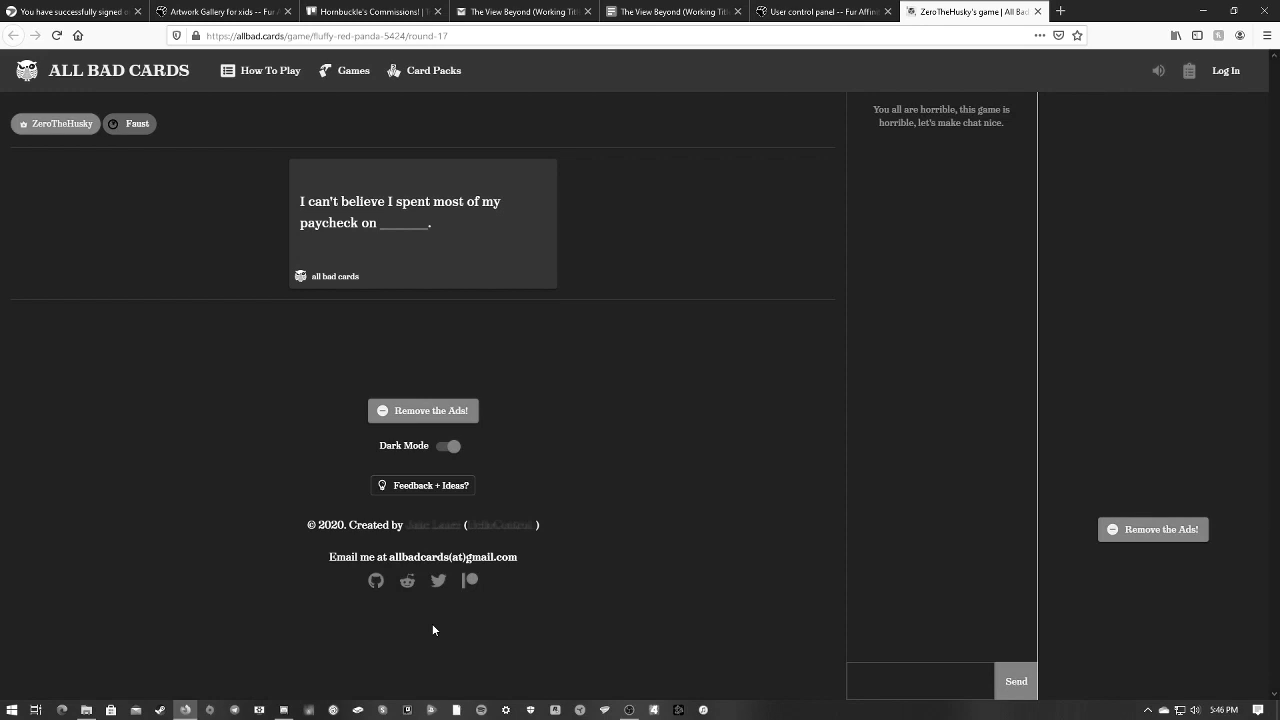 You have successfully signed o
Artwork Gallery for kids -- Fur A
Hornbuckle's Commissions! | T
The View Beyond (Working Titl
The View Beyond (Working Titl
User control panel -- Fur Affini
ZeroTheHusky's game | All Bad
https://allbad.cards/game/fluffy-red-panda-5424/round-17
ALL BAD CARDS
How To Play
Games
Card Packs
Log In
ZeroTheHusky
Faust
You all are horrible, this game is
horrible, let's make chat nice.
I can't believe I spent most of my
paycheck on _______.
all bad cards
Remove the Ads!
Dark Mode
Feedback + Ideas?
© 2020. Created by ( )
Remove the Ads!
Email me at allbadcards(at)gmail.com
Send
5:46 PM